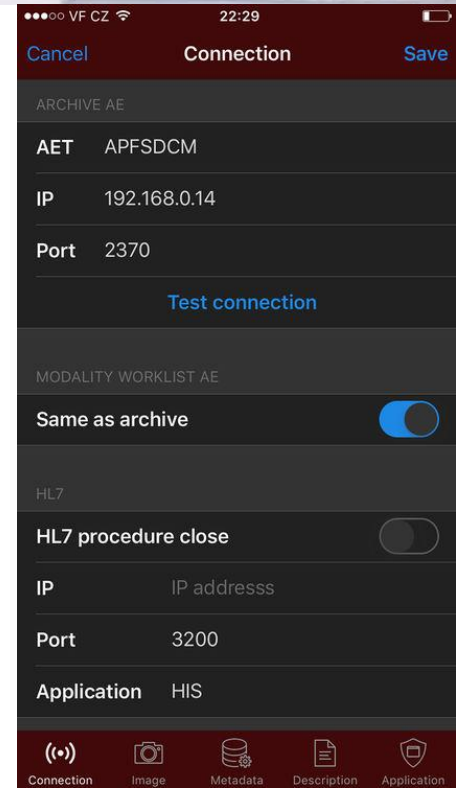 VF CZ 22:29
Cancel Connection Save
ARCHIVE AE
AET APFSDCM
IP 192.168.0.14
Port 2370
Test connection
MODALITY WORKLIST AE
Same as archive
HL7
HL7 procedure close
IP IP addresss
Port 3200
Application HIS
Connection Image Metadata Description Application